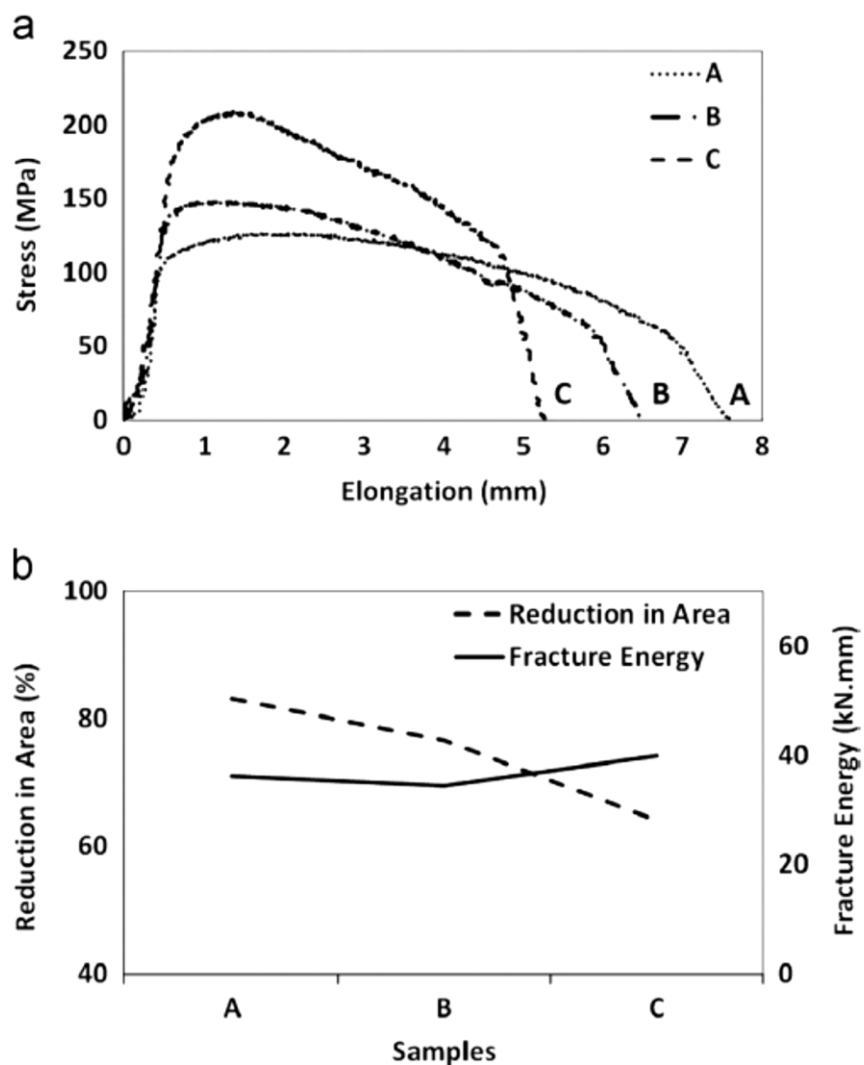 a
250
200
150
100
50
0
Stress (MPa)
A
B
C
C B A
0 1 2 3 4 5 6 7 8
Elongation (mm)
b
100
80
60
40
Reduction in Area (%)
Reduction in Area
Fracture Energy
60
40
20
0
Fracture Energy (kN.mm)
A B C
Samples